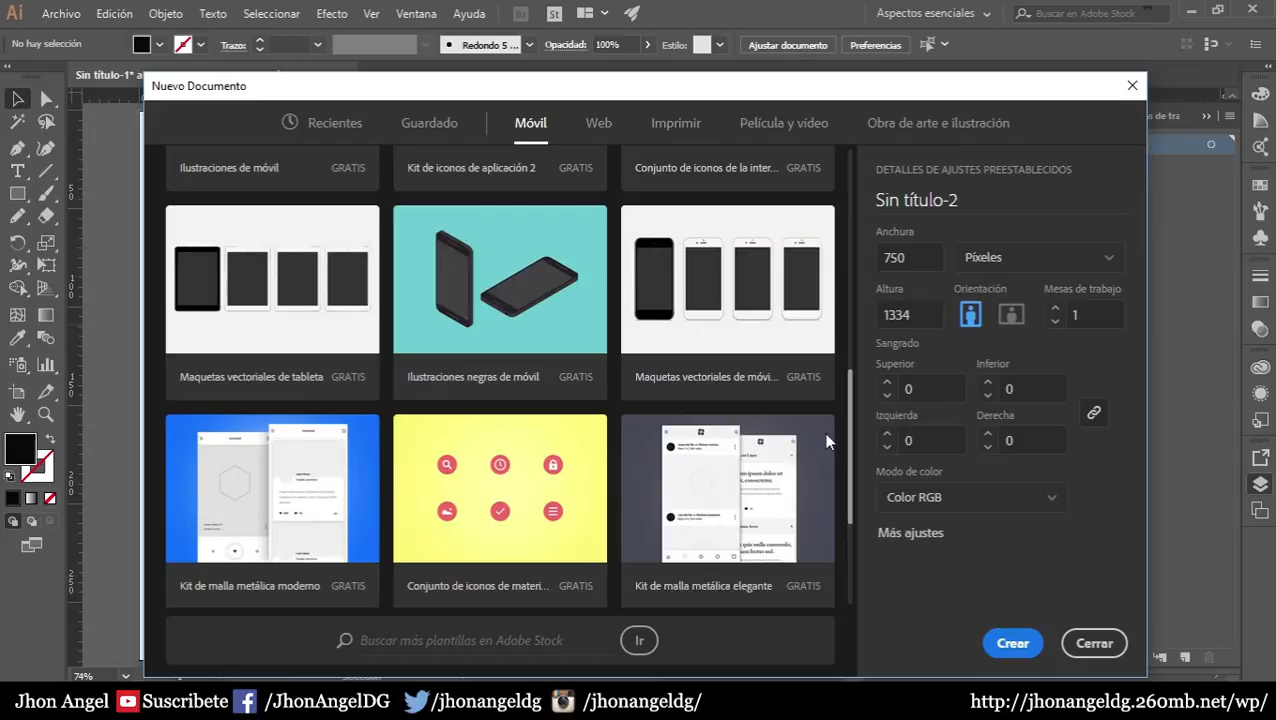 Ai Archivo Edición Objeto Texto Seleccionar Efecto Ver Ventana Ayuda Br St Aspectos esenciales Buscar en Adobe Stock
No hay selección Trazo: Redondo 5 ... Opacidad: 100% Estilo: Ajustar documento Preferencias
Sin título-1* a
de tra
Nuevo Documento
Recientes Guardado Móvil Web Imprimir Película y vídeo Obra de arte e ilustración
Ilustraciones de móvil GRATIS Kit de iconos de aplicación 2 GRATIS Conjunto de iconos de la inter... GRATIS
Maquetas vectoriales de tableta GRATIS Ilustraciones negras de móvil GRATIS Maquetas vectoriales de móvi... GRATIS
Kit de malla metálica moderno GRATIS Conjunto de iconos de materi... GRATIS Kit de malla metálica elegante GRATIS
Buscar más plantillas en Adobe Stock Ir
DETALLES DE AJUSTES PREESTABLECIDOS
Sin título-2
Anchura
750 Píxeles
Altura Orientación Mesas de trabajo
1334 1
Sangrado
Superior Inferior
0 0
Izquierda Derecha
0 0
Modo de color
Color RGB
Más ajustes
Crear Cerrar
74%
Jhon Angel Suscribete /JhonAngelDG /jhonangeldg /jhonangeldg/ http://jhonangeldg.260mb.net/wp/